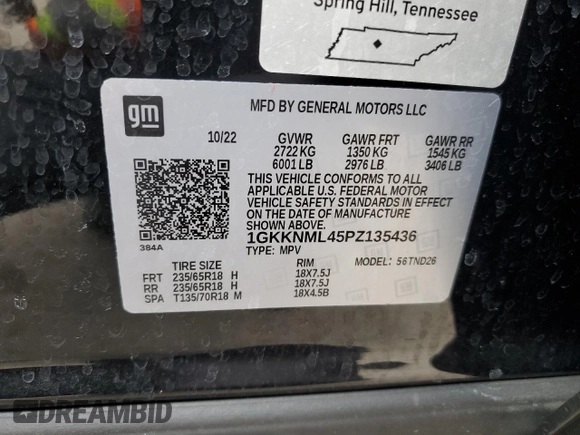 Spring Hill, Tennessee
gm
MFD BY GENERAL MOTORS LLC
10/22 GVWR GAWR FRT GAWR RR
2722 KG 1350 KG 1545 KG
6001 LB 2976 LB 3406 LB
THIS VEHICLE CONFORMS TO ALL
APPLICABLE U.S. FEDERAL MOTOR
VEHICLE SAFETY STANDARDS IN EFFECT
ON THE DATE OF MANUFACTURE
SHOWN ABOVE.
384A
1GKKNML45PZ135436
TYPE: MPV MODEL: 56TND26
TIRE SIZE RIM
FRT 235/65R18 H 18X7.5J
RR 235/65R18 H 18X7.5J
SPA T135/70R18 M 18X4.5B
DREAMBID